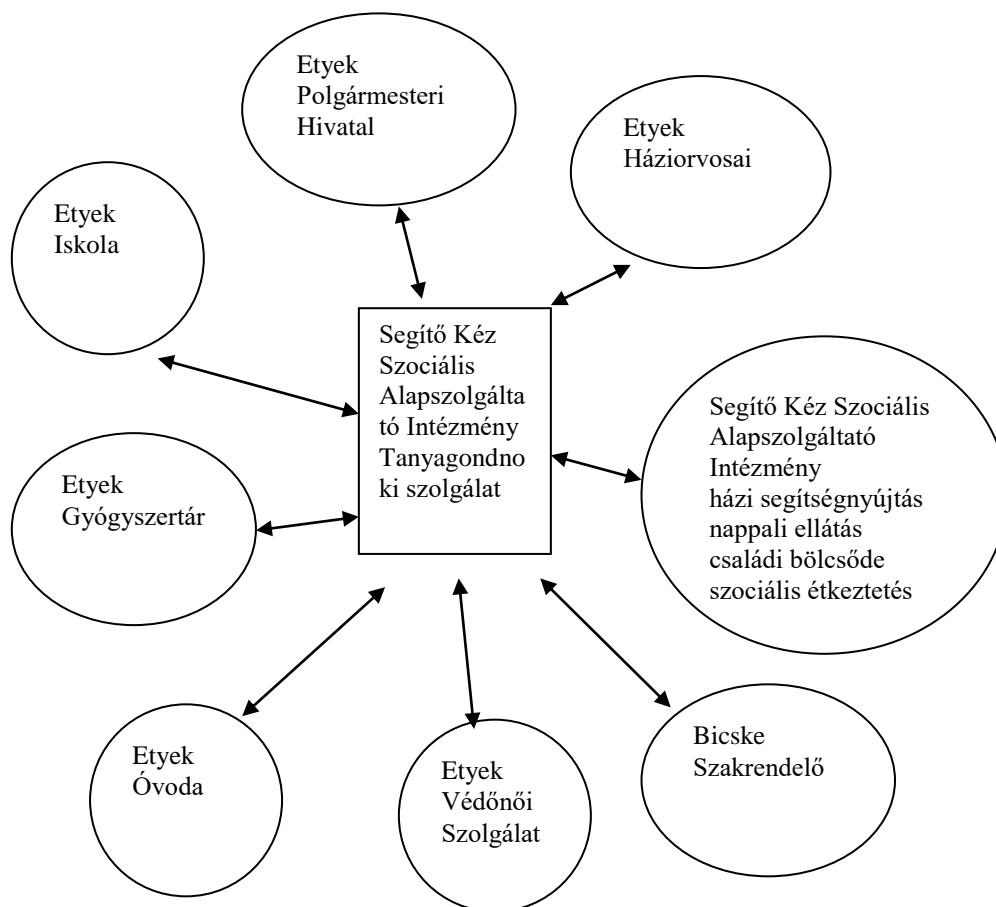 Etyek
Polgármesteri
Hivatal
Etyek
Háziorvosai
Etyek
Iskola
Segítő Kéz
Szociális
Alapszolgálta
tó Intézmény
Tanyagondno
ki szolgálat
Segítő Kéz Szociális
Alapszolgáltató
Intézmény
házi segítségnyújtás
nappali ellátás
családi bölcsőde
szociális étkeztetés
Etyek
Gyógyszertár
Etyek
Óvoda
Etyek
Védőnői
Szolgálat
Bicske
Szakrendelő